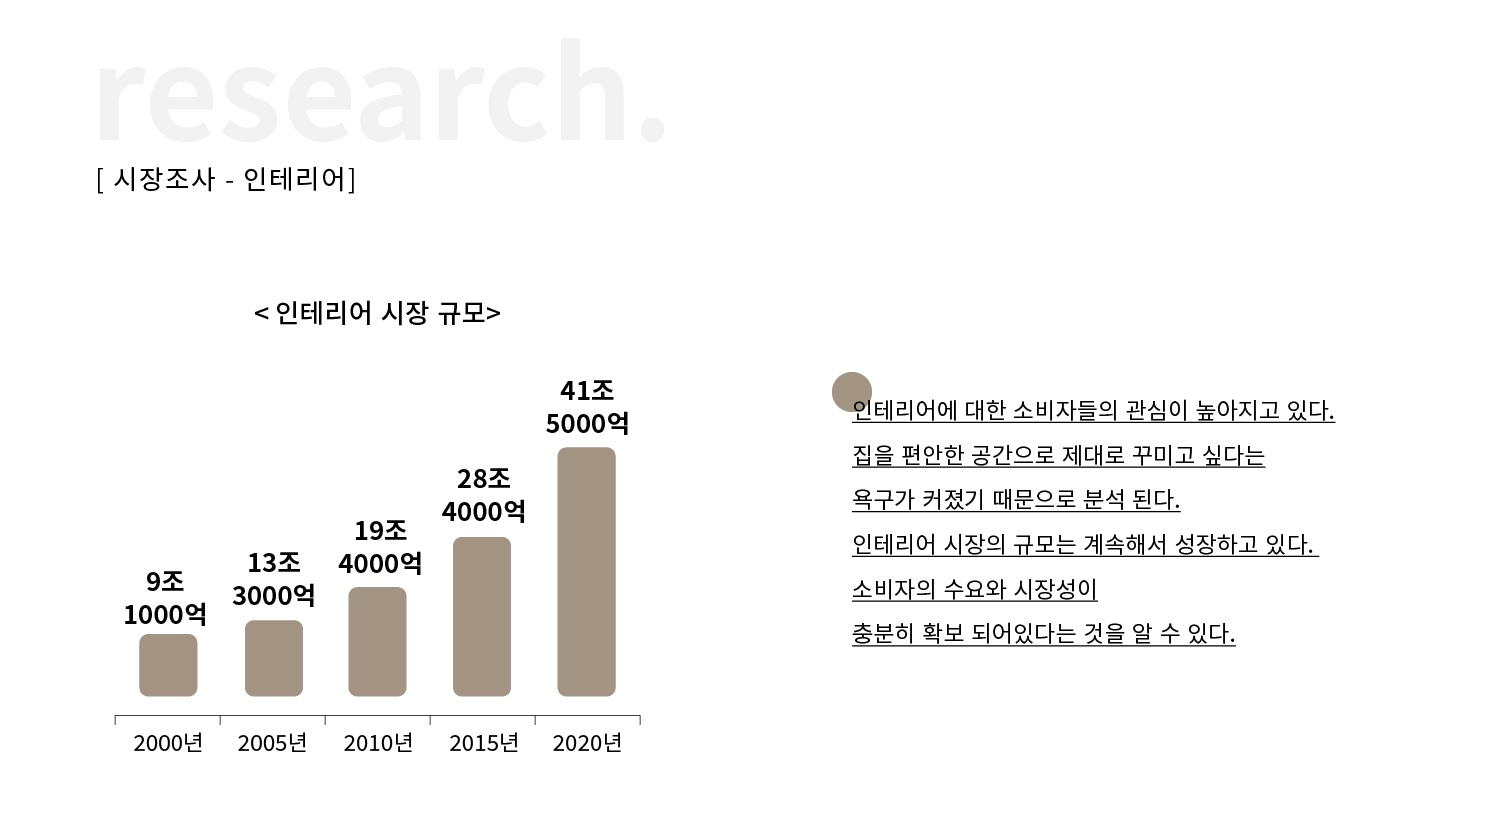 research.
[ 시장조사 - 인테리어]
< 인테리어 시장 규모>
9조
1000억
13조
3000억
19조
4000억
28조
4000억
41조
5000억
2000년
2005년
2010년
2015년
2020년
인테리어에 대한 소비자들의 관심이 높아지고 있다.
집을 편안한 공간으로 제대로 꾸미고 싶다는
욕구가 커졌기 때문으로 분석 된다.
인테리어 시장의 규모는 계속해서 성장하고 있다.
소비자의 수요와 시장성이
충분히 확보 되어있다는 것을 알 수 있다.